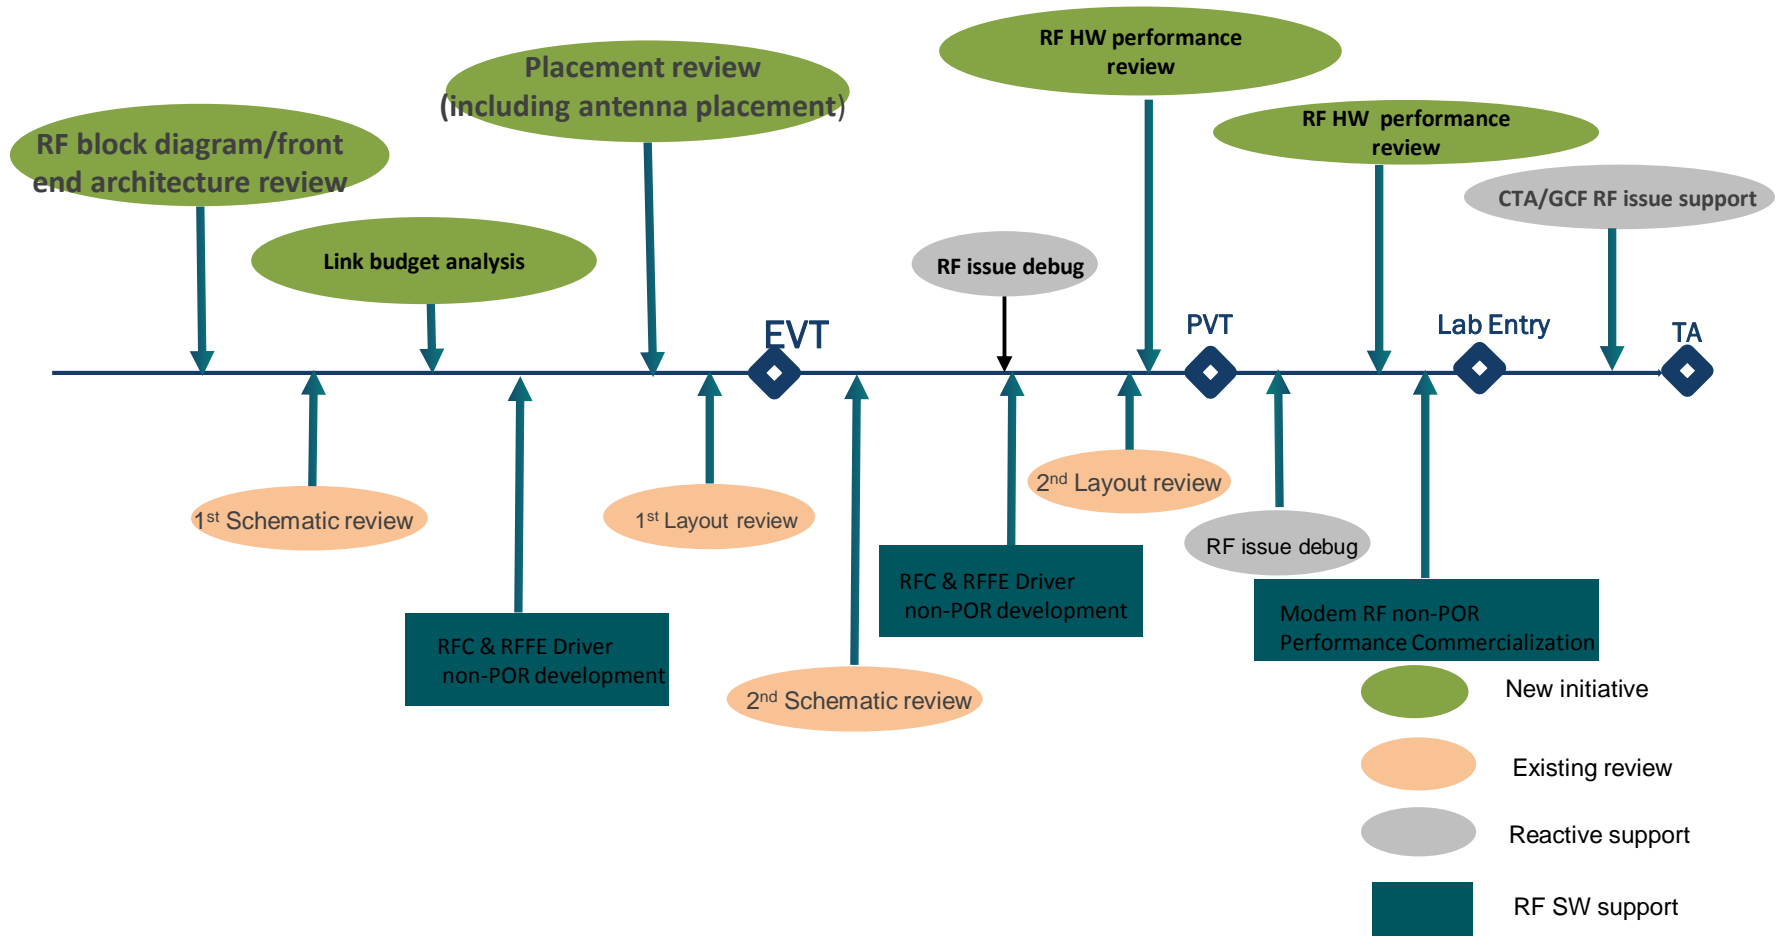 RF HW performance
review
Placement review
(including antenna placement)
RF HW  performance
review
RF block diagram/front
end architecture review
CTA/GCF RF issue support
Link budget analysis
RF issue debug
EVT
PVT
Lab Entry
TA
1st Schematic review
1st Layout review
2nd Layout review
RF issue debug
RFC & RFFE Driver
non-POR development
RFC & RFFE Driver
non-POR development
Modem RF non-POR
Performance Commercialization
2nd Schematic review
New initiative
Existing review
Reactive support
RF SW support